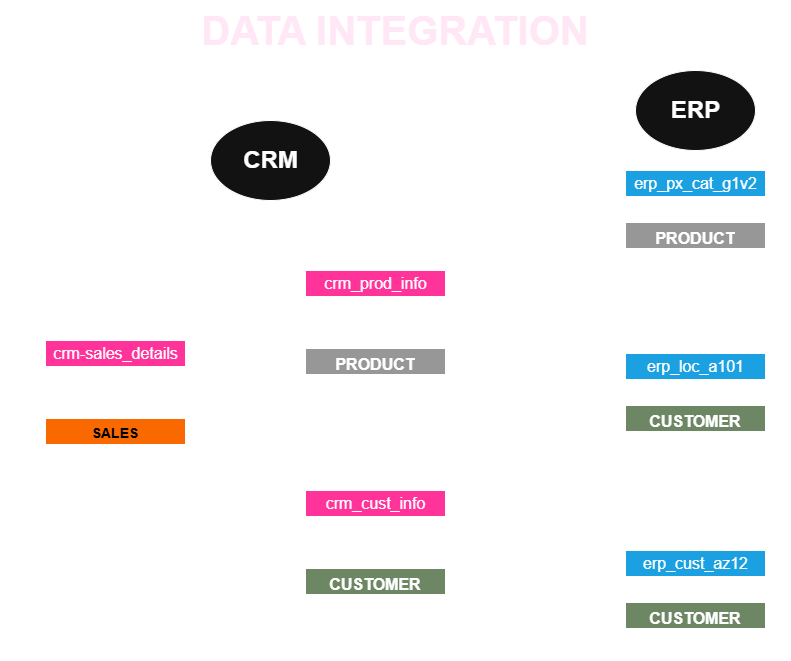 DATA INTEGRATION
CRM
ERP
erp_px_cat_g1v2
PRODUCT
crm_prod_info
PRODUCT
crm-sales_details
SALES
erp_loc_a101
CUSTOMER
crm_cust_info
CUSTOMER
erp_cust_az12
CUSTOMER